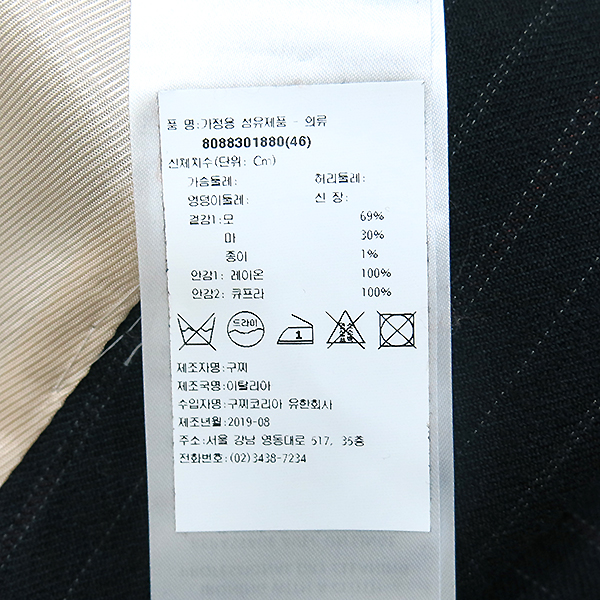 품 명:가정용 섬유제품 - 의류
8088301880(46)
신체치수(단위: Cm)
가슴둘레: 허리둘레:
엉덩이둘레: 신 장:
겉감1:모 69%
마 30%
종이 1%
안감1: 레이온 100%
안감2: 큐프라 100%
드라이
1
제조자명:구찌
제조국명:이탈리아
수입자명:구찌코리아 유한회사
제조년월:2019-08
주소:서울 강남 영동대로 517, 35층
전화번호:(02)3438-7234